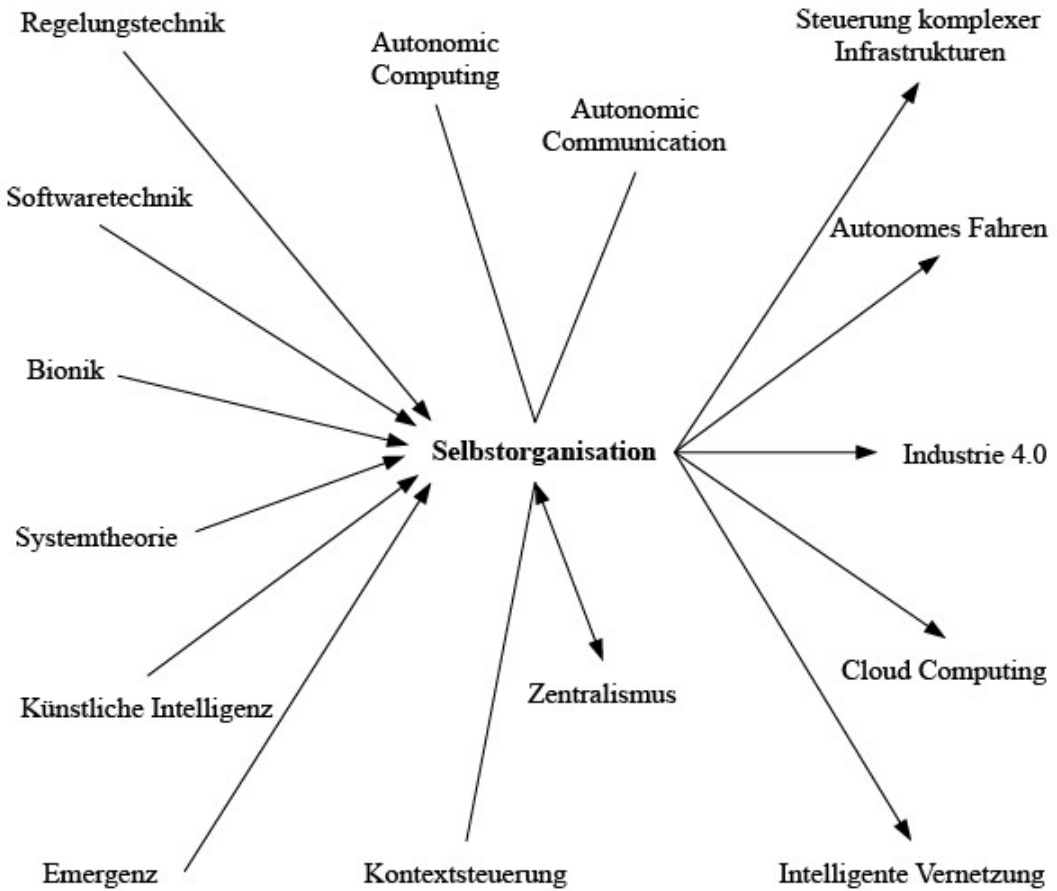 Regelungstechnik
Autonomic
Computing
Autonomic
Communication
Steuerung komplexer
Infrastrukturen
Softwaretechnik
Autonomes Fahren
Bionik
Selbstorganisation
Industrie 4.0
Systemtheorie
Künstliche Intelligenz
Zentralismus
Cloud Computing
Emergenz
Kontextsteuerung
Intelligente Vernetzung